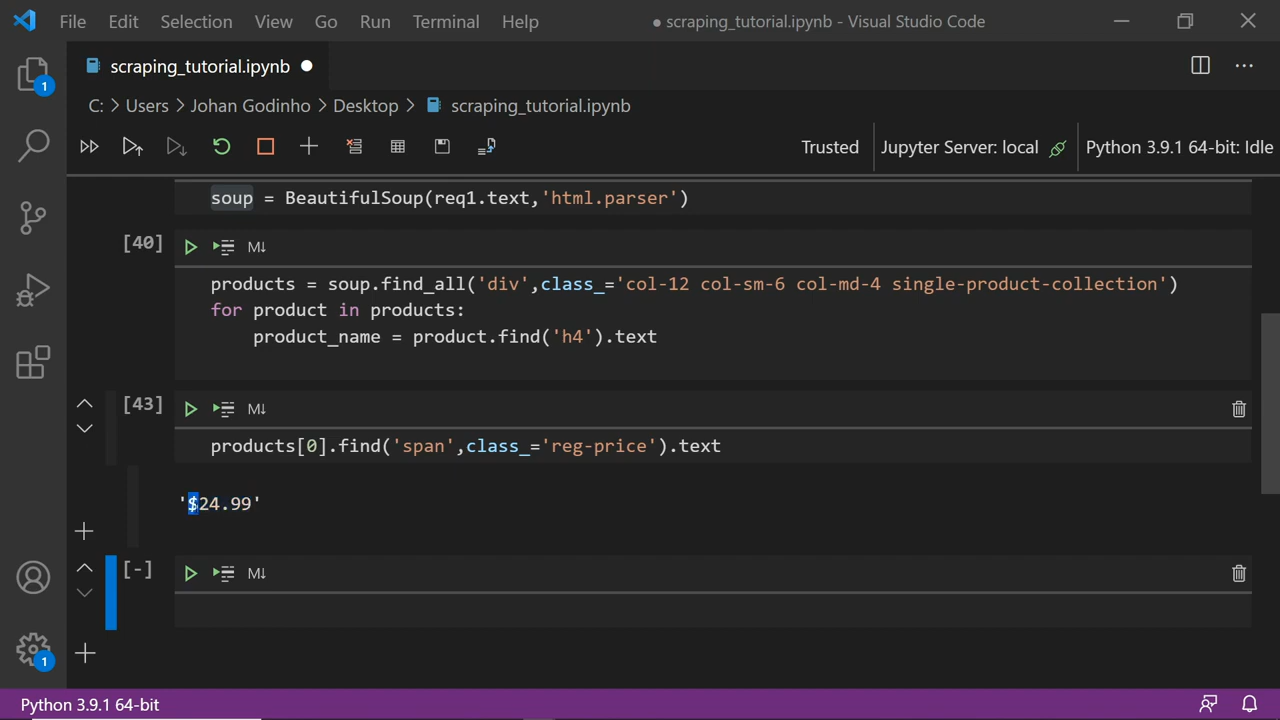 File Edit Selection View Go Run Terminal Help ● scraping_tutorial.ipynb - Visual Studio Code
scraping_tutorial.ipynb
C: > Users > Johan Godinho > Desktop > scraping_tutorial.ipynb
Trusted Jupyter Server: local Python 3.9.1 64-bit: Idle
soup = BeautifulSoup(req1.text,'html.parser')
[40] M↓
products = soup.find_all('div',class_='col-12 col-sm-6 col-md-4 single-product-collection')
for product in products:
    product_name = product.find('h4').text
[43] M↓
products[0].find('span',class_='reg-price').text
'$24.99'
[-] M↓
Python 3.9.1 64-bit
1
1